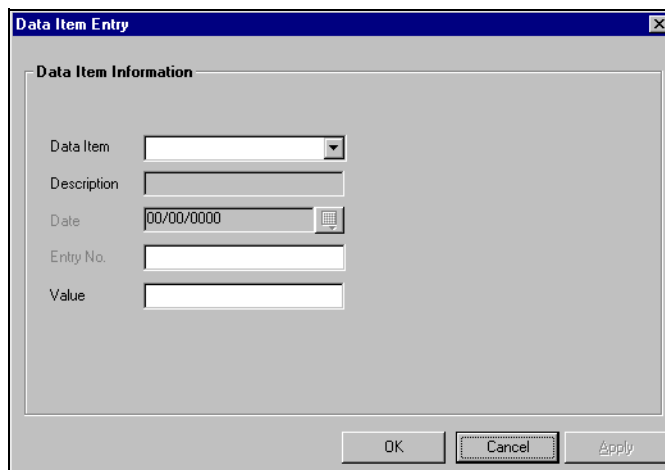 Data Item Entry
Data Item Information
Data Item
Description
Date 00/00/0000
Entry No.
Value
OK Cancel Apply